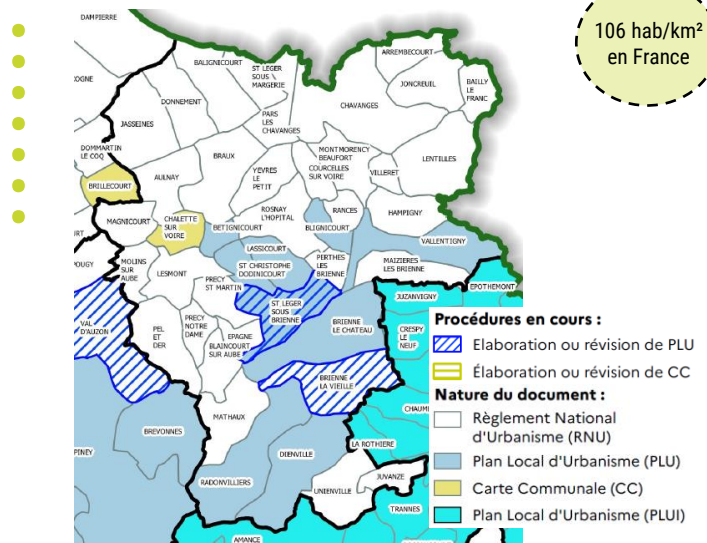 106 hab/km²
en France
DAMPIERRE
OGNE
BALIGNICOURT
ST LEGER
SOUS
MARGERIE
ARREMBECOURT
JONCREUIL
BAILLY
LE
FRANC
CHAVANGES
DONNEMENT
JASSEINES
PARS
LES
CHAVANGES
DOMMARTIN
LE COQ
BRAUX
MONTMORENCY
BEAUFORT
COURCELLES
SUR VOIRE
LENTILLES
VILLERET
AULNAY
YEVRES
LE
PETIT
BRILLECOURT
ROSNAY
L'HOPITAL
RANCES
HAMPIGNY
MAGNICOURT
CHALETTE
SUR
VOIRE
BETIGNICOURT
BLIGNICOURT
VALLENTIGNY
RT
LASSICOURT
PERTHES
LES
BRIENNE
MAIZIERES
LES BRIENNE
POUGY
MOLINS
SUR
AUBE
LESMONT
ST CHRISTOPHE
DODINICOURT
PRECY
ST MARTIN
EPOTHEMONT
JUZANVIGNY
ST LEGER
SOUS
BRIENNE
VAL
D'AUZON
PEL
ET
DER
PRECY
NOTRE
DAME
EPAGNE
BLAINCOURT
SUR AUBE
BRIENNE
LE CHATEAU
CRESPY
LE
NEUF
BRIENNE
LA VIEILLE
CHAUM
MATHAUX
BREVONNES
LA ROTHIERE
PINEY
DIENVILLE
RADONVILLIERS
UNIENVILLE
JUVANZE
TRANNES
AMANCE
Procédures en cours :
Elaboration ou révision de PLU
Élaboration ou révision de CC
Nature du document :
Règlement National
d'Urbanisme (RNU)
Plan Local d'Urbanisme (PLU)
Carte Communale (CC)
Plan Local d'Urbanisme (PLUI)